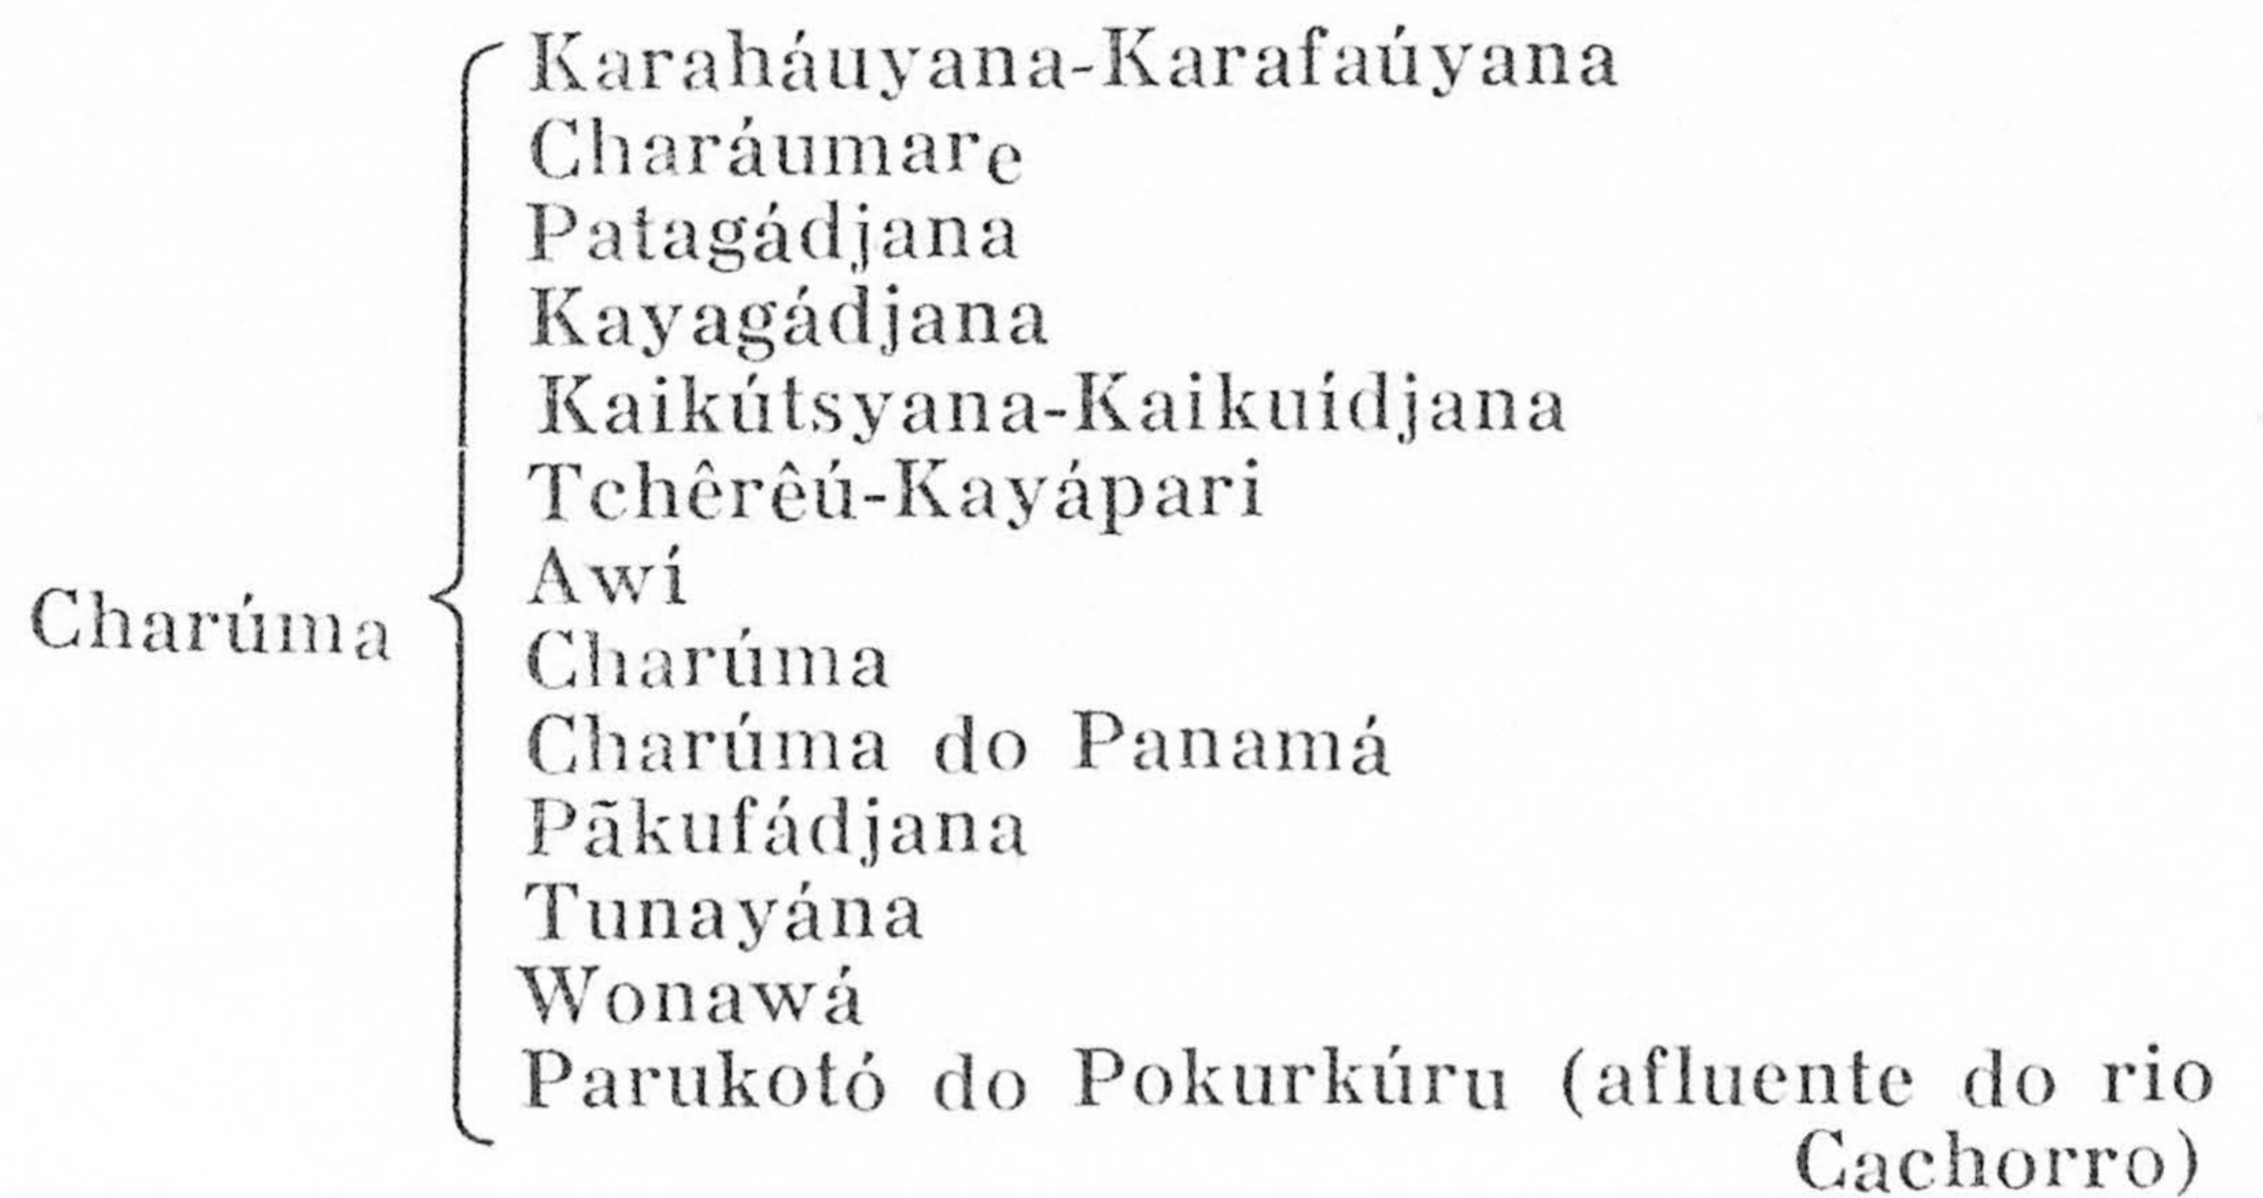 Karaháuyana-Karafaúyana
Charáumare
Patagádjana
Kayagádjana
Kaikútsyana-Kaikuídjana
Tchêrêú-Kayápari
Awí
Charúma
Charúma
Charúma do Panamá
Pãkufádjana
Tunayána
Wonawá
Parukotó do Pokurkúru (afluente do rio
Cachorro)